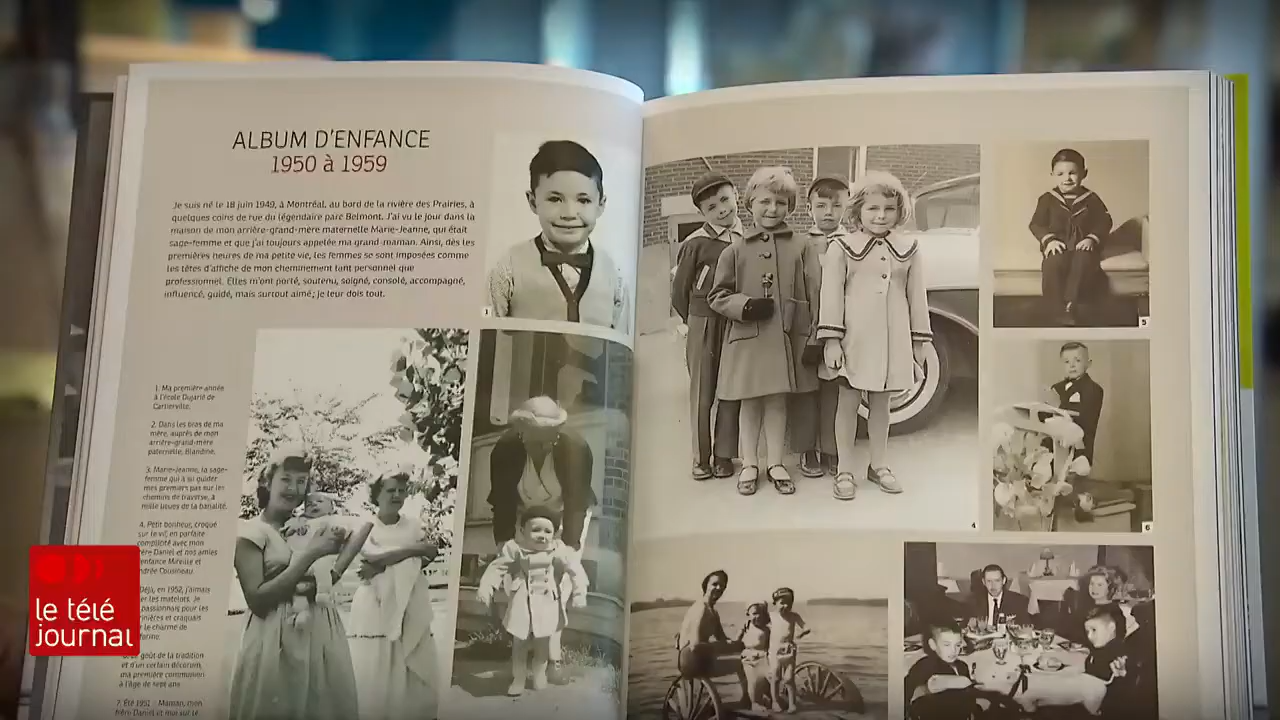 ALBUM D'ENFANCE
1950 à 1959
Je suis né le 18 juin 1949, à Montréal, au bord de la rivière des Prairies, à
quelques coins de rue du légendaire parc Belmont. J'ai vu le jour dans la
maison de mon arrière-grand-mère maternelle Marie-Jeanne, qui était
sage-femme et que j'ai toujours appelée ma grand-maman. Ainsi, dès les
premières heures de ma petite vie, les femmes se sont imposées comme
les têtes d'affiche de mon cheminement tant personnel que
professionnel. Elles m'ont porté, soutenu, soigné, consolé, accompagné,
influencé, guidé, mais surtout aimé; je leur dois tout.
1
1. Ma première année
à l'école Dujarié de
Cartierville.
2. Dans les bras de ma
mère, auprès de mon
arrière-grand-mère
paternelle, Blandine.
3. Marie-Jeanne, la sage-
femme qui a su guider
mes premiers pas sur les
chemins de traverse, à
mille lieues de la banalité.
4. Petit bonheur, croqué
sur le vif, en parfaite
complicité avec mon
frère Daniel et nos amies
d'enfance Mireille et
Andrée Cousineau.
Déjà, en 1952, j'aimais
les matelots. Je
passionnais pour les
et craquais
le charme de
goût de la tradition
et d'un certain décorum,
ma première communion
à l'âge de sept ans.
7. Été 1951 : Maman, mon
frère Daniel et moi sur le
4
5
6
le télé
journal